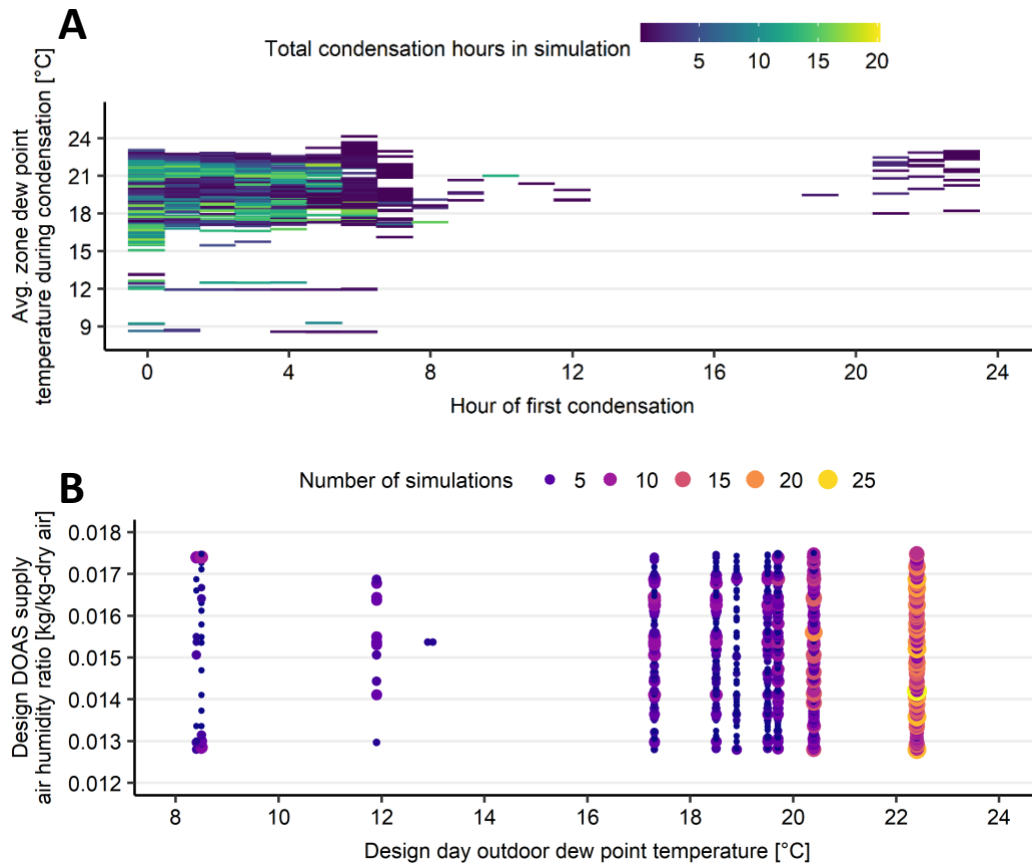 A
Total condensation hours in simulation
5 10 15 20
Avg. zone dew point
temperature during condensation [°C]
24
21
18
15
12
9
0 4 8 12 16 20 24
Hour of first condensation
B
Number of simulations 5 10 15 20 25
Design DOAS supply
air humidity ratio [kg/kg-dry air]
0.018
0.017
0.016
0.015
0.014
0.013
0.012
8 10 12 14 16 18 20 22 24
Design day outdoor dew point temperature [°C]